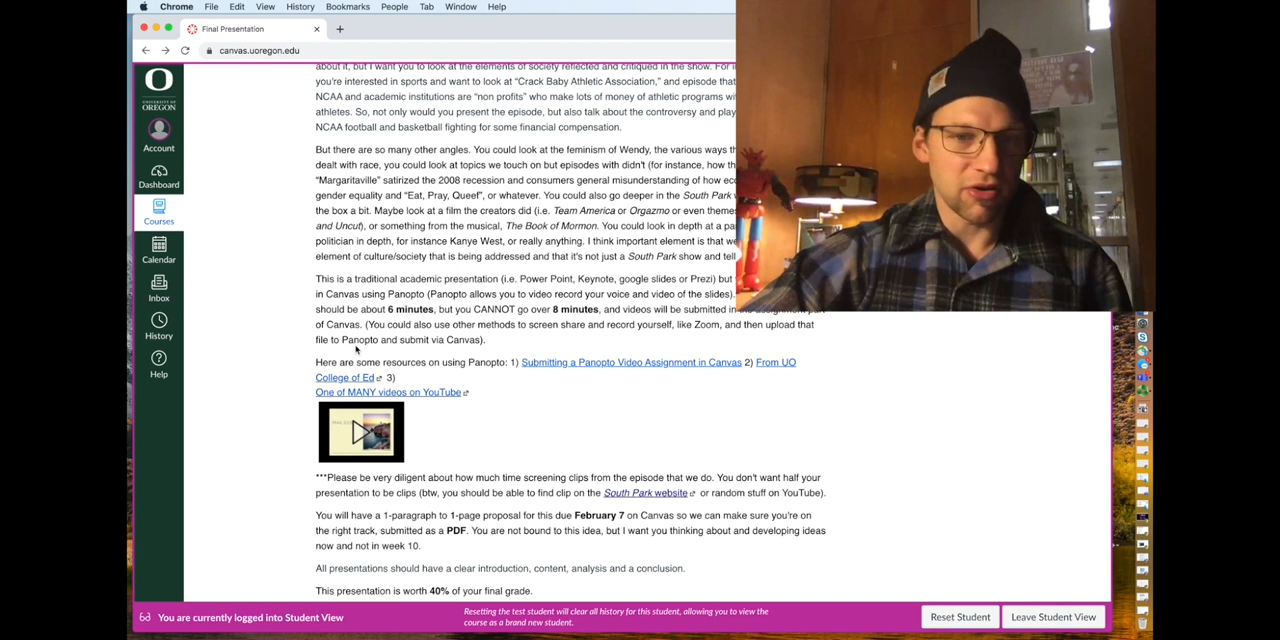 Chrome File Edit View History Bookmarks People Tab Window Help
Final Presentation
canvas.uoregon.edu
O
UNIVERSITY OF
OREGON
Account
Dashboard
Courses
Calendar
Inbox
History
Help
about it, but I want you to look at the elements of society reflected and critiqued in the show. For
you're interested in sports and want to look at “Crack Baby Athletic Association,” and episode that
NCAA and academic institutions are “non profits” who make lots of money of athletic programs
athletes. So, not only would you present the episode, but also talk about the controversy and
NCAA football and basketball fighting for some financial compensation.
But there are so many other angles. You could look at the feminism of Wendy, the various ways
dealt with race, you could look at topics we touch on but episodes with didn't (for instance, how
“Margaritaville” satirized the 2008 recession and consumers general misunderstanding of how
gender equality and “Eat, Pray, Queef”, or whatever. You could also go deeper in the South Park
the box a bit. Maybe look at a film the creators did (i.e. Team America or Orgazmo or even
and Uncut), or something from the musical, The Book of Mormon. You could look in depth at a
politician in depth, for instance Kanye West, or really anything. I think important element is that
element of culture/society that is being addressed and that it's not just a South Park show and tell
This is a traditional academic presentation (i.e. Power Point, Keynote, google slides or Prezi) but
in Canvas using Panopto (Panopto allows you to video record your voice and video of the slides).
should be about 6 minutes, but you CANNOT go over 8 minutes, and videos will be submitted in the assignment part
of Canvas. (You could also use other methods to screen share and record yourself, like Zoom, and then upload that
file to Panopto and submit via Canvas).
Here are some resources on using Panopto: 1) Submitting a Panopto Video Assignment in Canvas 2) From UO
College of Ed 3)
One of MANY videos on YouTube
***Please be very diligent about how much time screening clips from the episode that we do. You don't want half your
presentation to be clips (btw, you should be able to find clip on the South Park website or random stuff on YouTube).
You will have a 1-paragraph to 1-page proposal for this due February 7 on Canvas so we can make sure you're on
the right track, submitted as a PDF. You are not bound to this idea, but I want you thinking about and developing ideas
now and not in week 10.
All presentations should have a clear introduction, content, analysis and a conclusion.
This presentation is worth 40% of your final grade.
You are currently logged into Student View
Resetting the test student will clear all history for this student, allowing you to view the
course as a brand new student.
Reset Student
Leave Student View